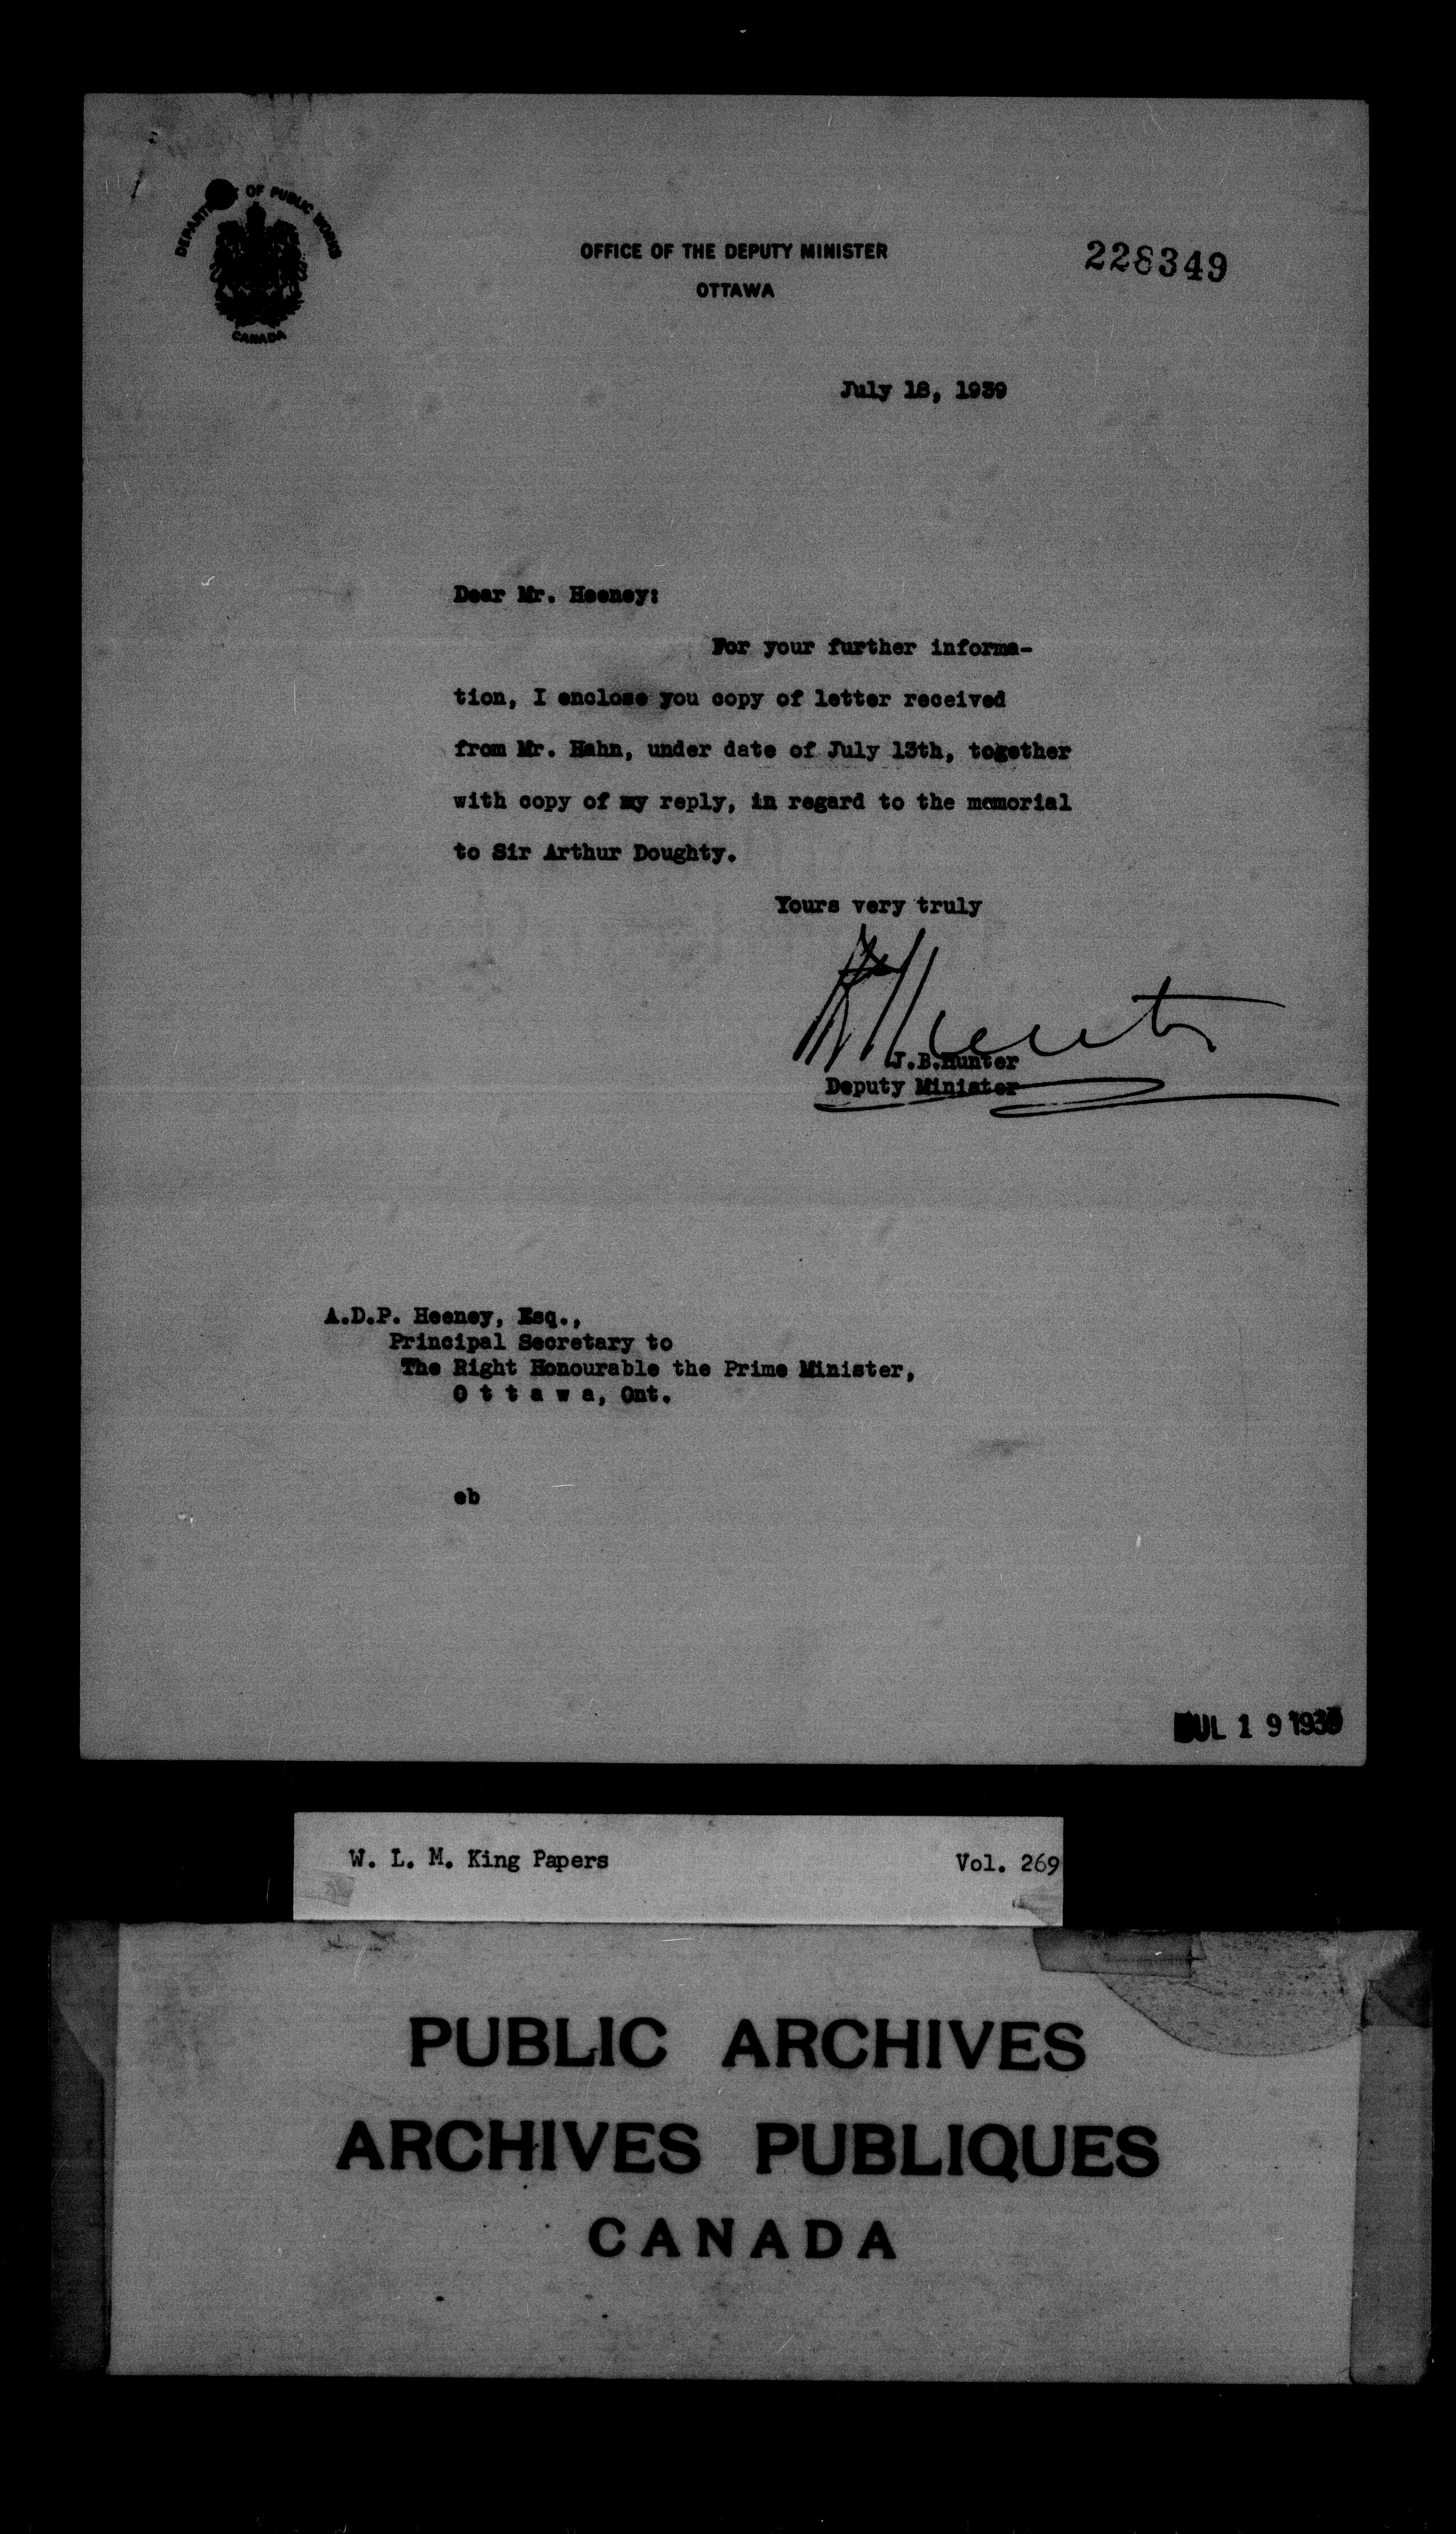 DEPARTMENT OF PUBLIC WORKS
CANADA
OFFICE OF THE DEPUTY MINISTER
OTTAWA
228349
July 18, 1939
Dear Mr. Heeney:
For your further informa-
tion, I enclose you copy of letter received
from Mr. Hahn, under date of July 13th, together
with copy of my reply, in regard to the memorial
to Sir Arthur Doughty.
Yours very truly
J.B.Hunter
J.B.Hunter
Deputy Minister
A.D.P. Heeney, Esq.,
Principal Secretary to
The Right Honourable the Prime Minister,
O t t a w a, Ont.
eb
JUL 19 1939
W. L. M. King Papers Vol. 269
PUBLIC ARCHIVES
ARCHIVES PUBLIQUES
CANADA